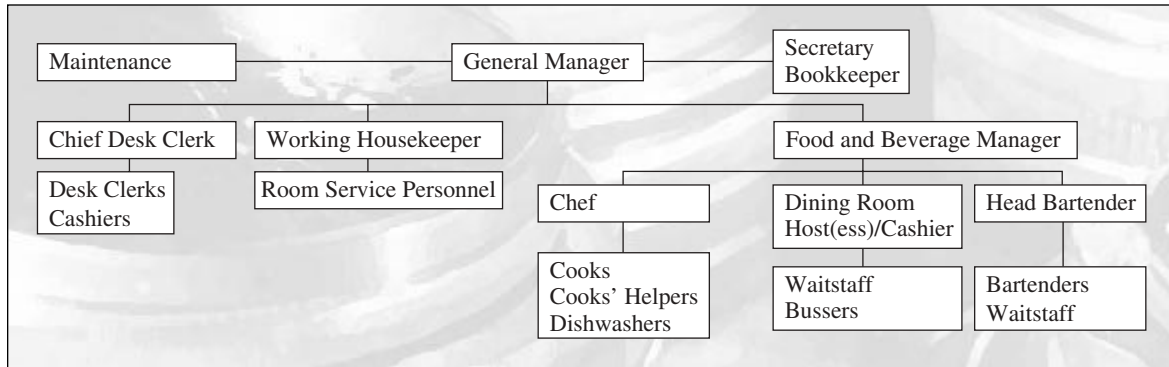 Maintenance
General Manager
Secretary
Bookkeeper
Chief Desk Clerk
Working Housekeeper
Food and Beverage Manager
Desk Clerks
Cashiers
Room Service Personnel
Chef
Dining Room
Host(ess)/Cashier
Head Bartender
Cooks
Cooks’ Helpers
Dishwashers
Waitstaff
Bussers
Bartenders
Waitstaff